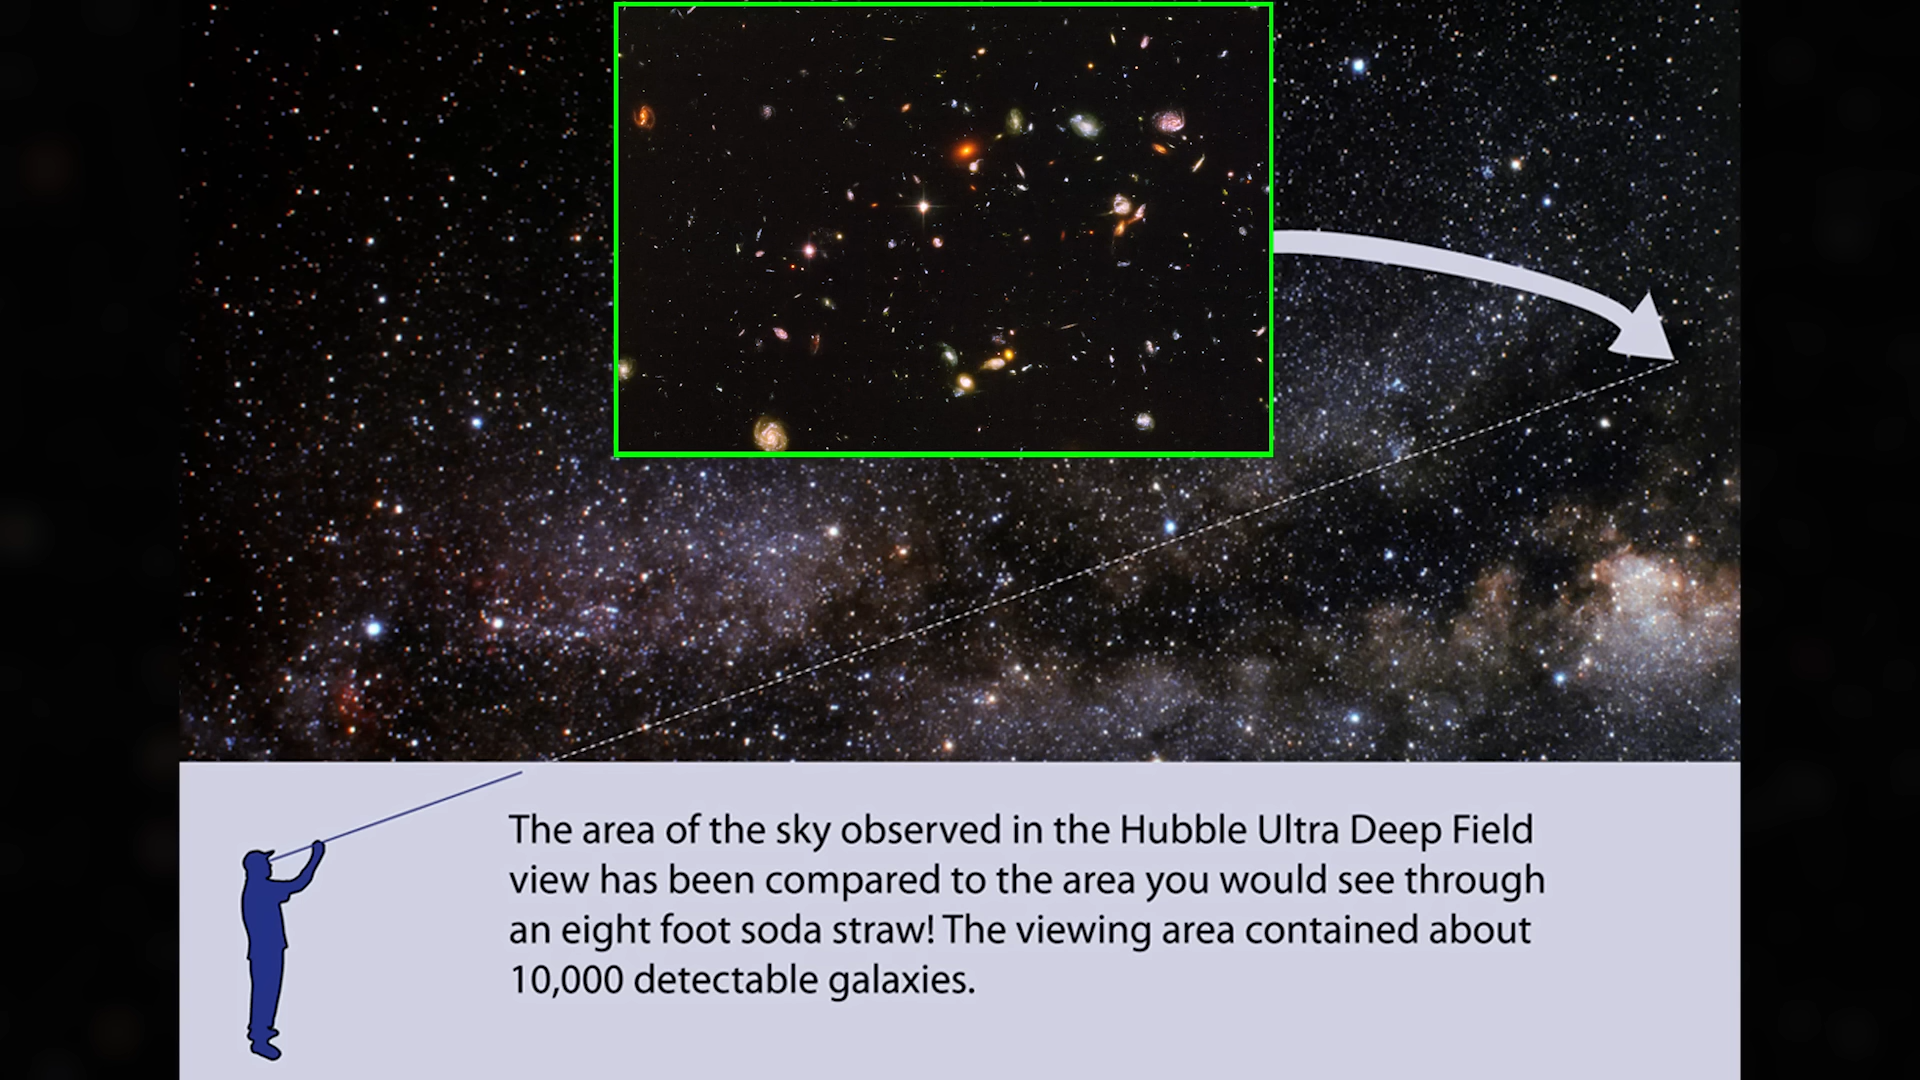 The area of the sky observed in the Hubble Ultra Deep Field
view has been compared to the area you would see through
an eight foot soda straw! The viewing area contained about
10,000 detectable galaxies.